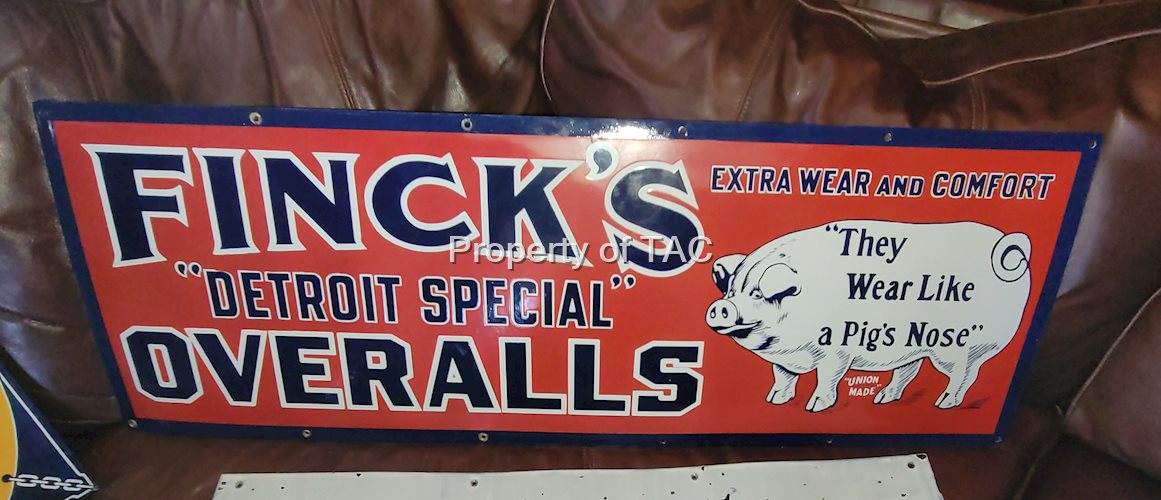 FINCK'S
"DETROIT SPECIAL"
OVERALLS
EXTRA WEAR AND COMFORT
"They
Wear Like
a Pig's Nose"
"UNION
MADE"
Property of TAC